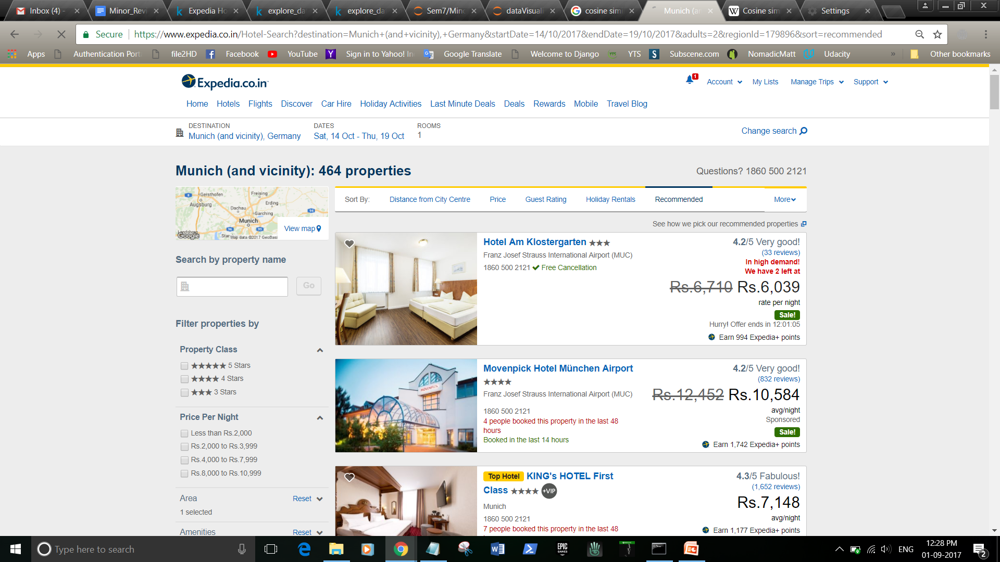 Inbox (4) -
Minor_Revi
Expedia Ho
explore_da
explore_da
Sem7/Mino
dataVisuali
cosine simi
Munich (a
Cosine sim
Settings
Secure
https://www.expedia.co.in/Hotel-Search?destination=Munich+(and+vicinity),+Germany&startDate=14/10/2017&endDate=19/10/2017&adults=2&regionId=179896&sort=recommended
Apps
Authentication Port
file2HD
Facebook
YouTube
Sign in to Yahoo! In
Google Translate
Welcome to Django
YTS
Subscene.com
NomadicMatt
Udacity
»
Other bookmarks
Expedia.co.in
1
Account
My Lists
Manage Trips
Support
Home Hotels Flights Discover Car Hire Holiday Activities Last Minute Deals Deals Rewards Mobile Travel Blog
DESTINATION
Munich (and vicinity), Germany
DATES
Sat, 14 Oct - Thu, 19 Oct
ROOMS
1
Change search
Munich (and vicinity): 464 properties
Questions? 1860 500 2121
Gersthofen
Augsburg
Freising
Erding
Dachau
Garching
Munich
8
94
96
99
Landsberg
Google
Star
Map data ©2017 GeoBas
View map
Search by property name
Go
Filter properties by
Property Class
★★★★★ 5 Stars
★★★★ 4 Stars
★★★ 3 Stars
Price Per Night
Less than Rs.2,000
Rs.2,000 to Rs.3,999
Rs.4,000 to Rs.7,999
Rs.8,000 to Rs.10,999
Area
Reset
1 selected
Amenities
Reset
Sort By: Distance from City Centre Price Guest Rating Holiday Rentals Recommended More
See how we pick our recommended properties
Hotel Am Klostergarten ★★★
Franz Josef Strauss International Airport (MUC)
1860 500 2121 ✔ Free Cancellation
4.2/5 Very good!
(33 reviews)
In high demand!
We have 2 left at
Rs.6,710 Rs.6,039
rate per night
Sale!
Hurry! Offer ends in 12:01:05
Earn 994 Expedia+ points
MÖVENPICK
Movenpick Hotel München Airport
★★★★
Franz Josef Strauss International Airport (MUC)
1860 500 2121
4 people booked this property in the last 48
hours
Booked in the last 14 hours
4.2/5 Very good!
(832 reviews)
Rs.12,452 Rs.10,584
avg/night
Sponsored
Sale!
Earn 1,742 Expedia+ points
Top Hotel KING's HOTEL First
Class ★★★★ +VIP
Munich
1860 500 2121
7 people booked this property in the last 48
4.3/5 Fabulous!
(1,652 reviews)
Rs.7,148
avg/night
Earn 1,177 Expedia+ points
Type here to search
EPIC
GAMES
ENG
12:28 PM
01-09-2017
2